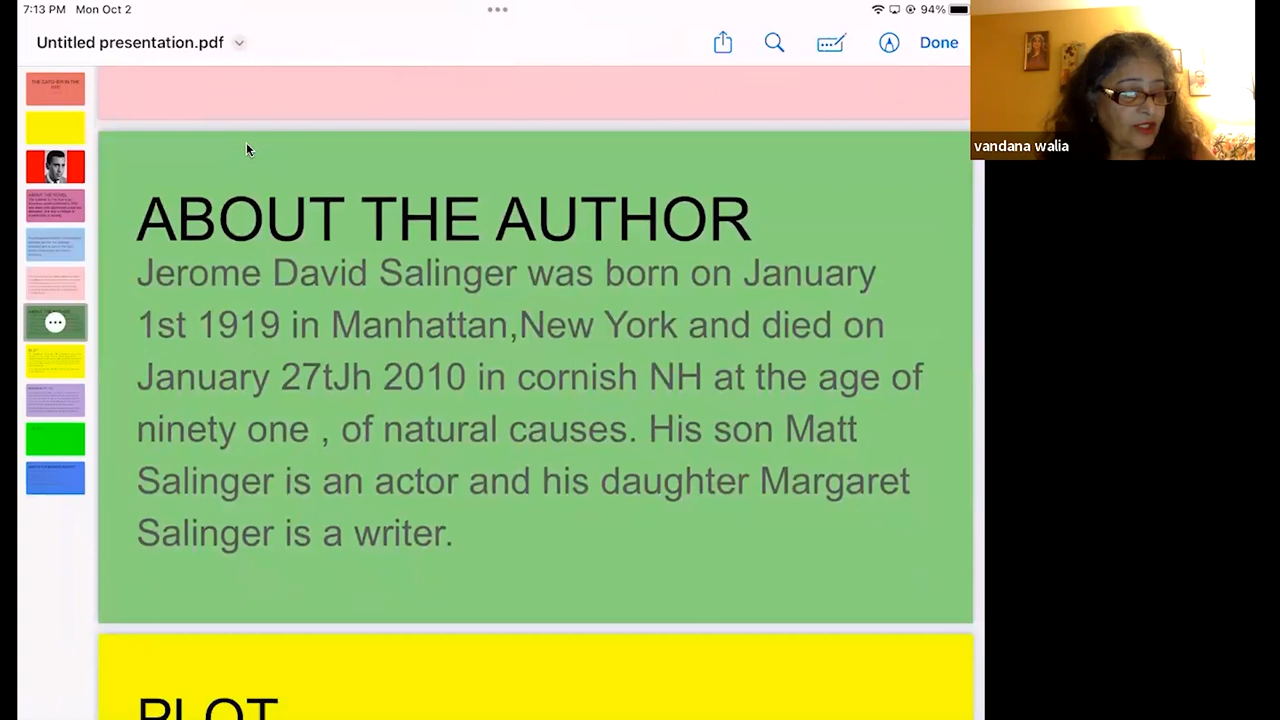 7:13 PM Mon Oct 2
94%
Untitled presentation.pdf
Done
vandana walia
ABOUT THE AUTHOR
Jerome David Salinger was born on January
1st 1919 in Manhattan,New York and died on
January 27tJh 2010 in cornish NH at the age of
ninety one , of natural causes. His son Matt
Salinger is an actor and his daughter Margaret
Salinger is a writer.
PLOT